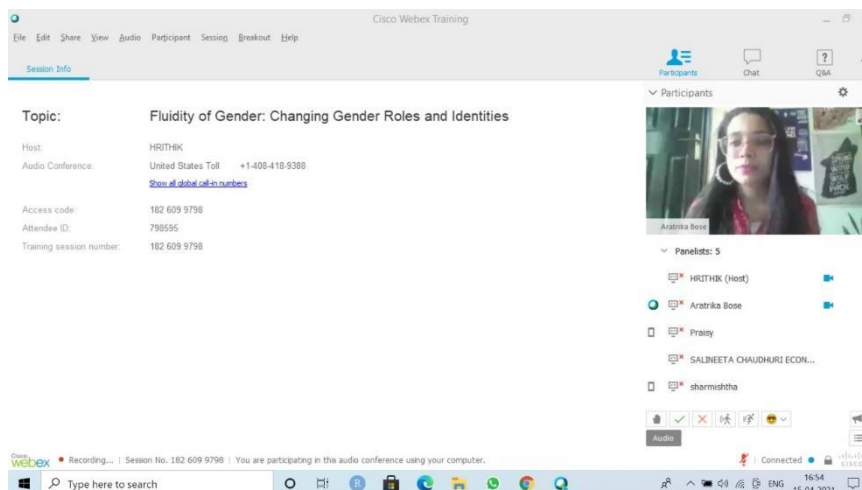 Cisco Webex Training
File Edit Share View Audio Participant Session Breakout Help
Session Info
Participants Chat Q&A
Participants
Topic: Fluidity of Gender: Changing Gender Roles and Identities
Host: HRITHIK
Audio Conference: United States Toll +1-408-418-9388
Show all global call-in numbers
Access code: 182 609 9798
Attendee ID: 798595
Training session number: 182 609 9798
Aratrika Bose
Panelists: 5
HRITHIK (Host)
Aratrika Bose
Praisy
SALINEETA CHAUDHURI ECON...
sharmishtha
Audio
Cisco webex Recording... Session No. 182 609 9798 You are participating in this audio conference using your computer. Connected
Type here to search R ENG 16:54
15-04-2021